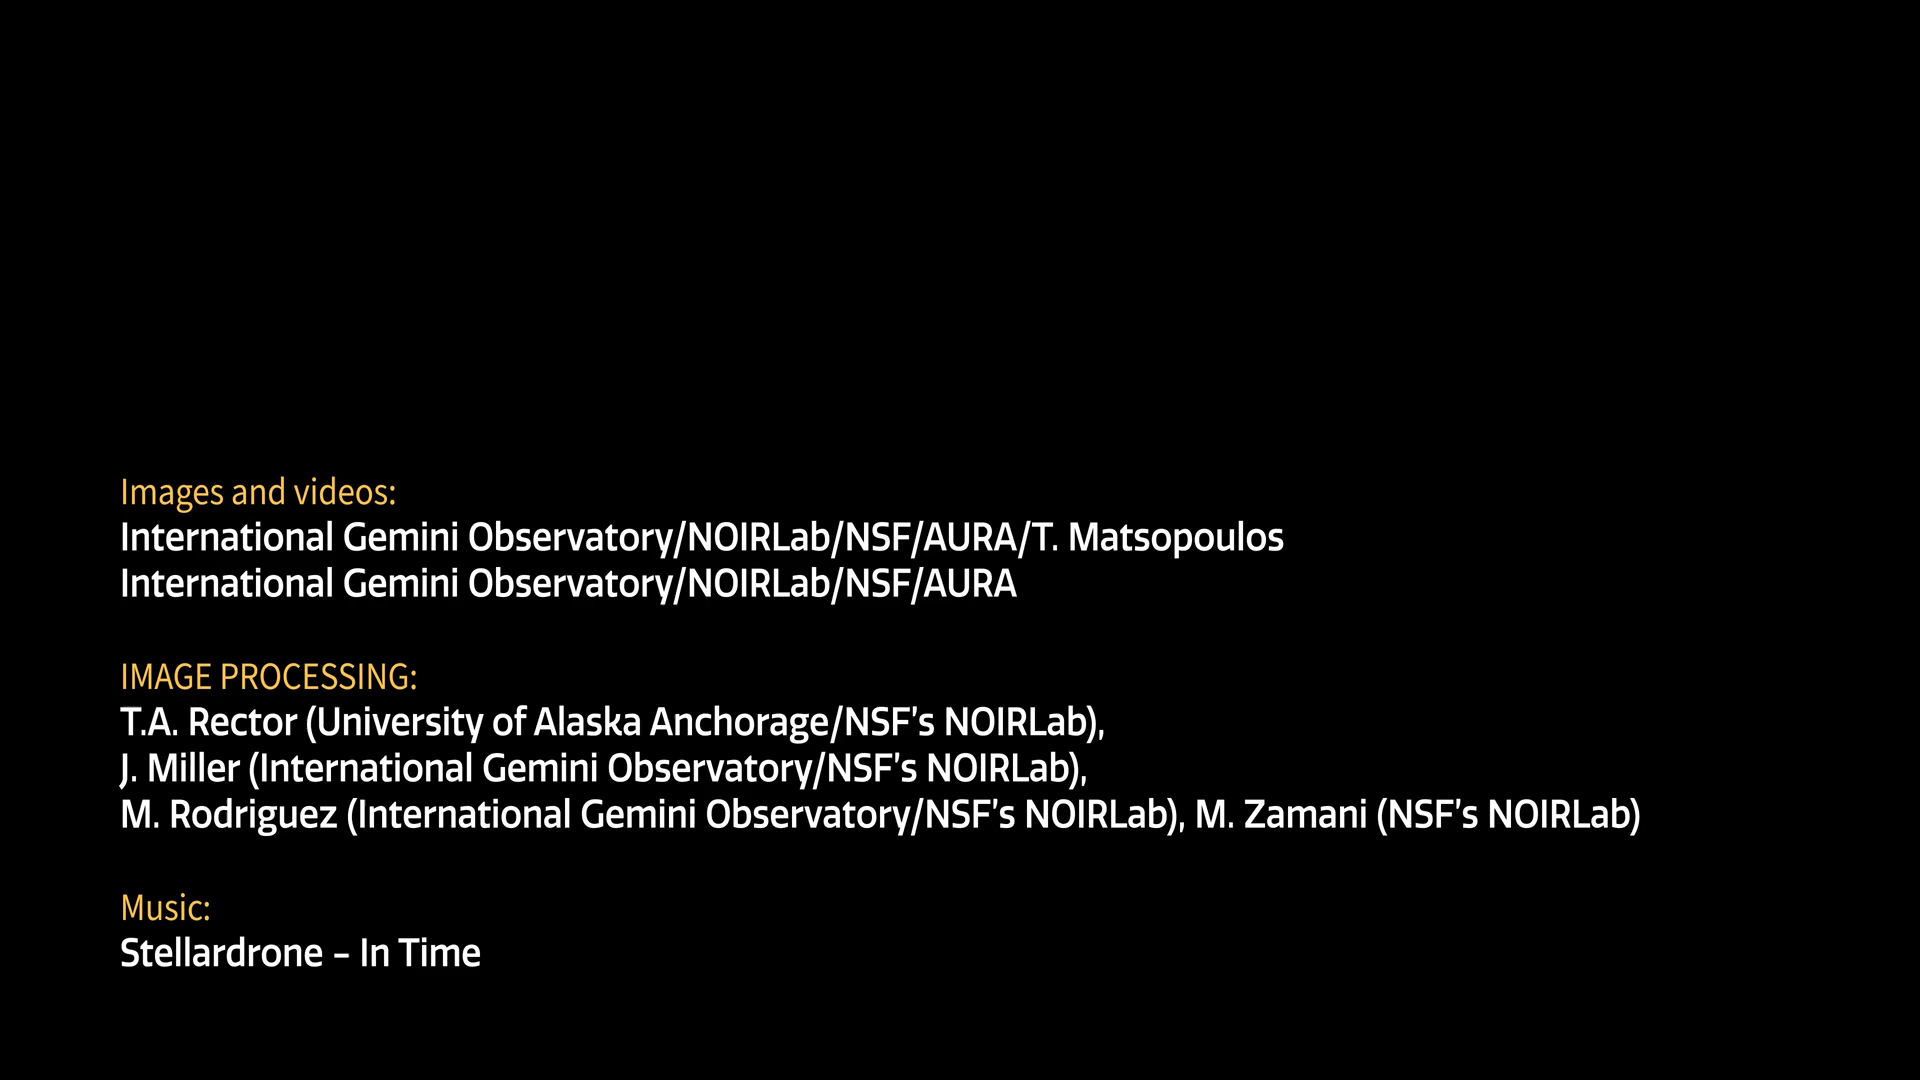 Images and videos:
International Gemini Observatory/NOIRLab/NSF/AURA/T. Matsopoulos
International Gemini Observatory/NOIRLab/NSF/AURA
IMAGE PROCESSING:
T.A. Rector (University of Alaska Anchorage/NSF’s NOIRLab),
J. Miller (International Gemini Observatory/NSF’s NOIRLab),
M. Rodriguez (International Gemini Observatory/NSF’s NOIRLab), M. Zamani (NSF’s NOIRLab)
Music:
Stellardrone – In Time